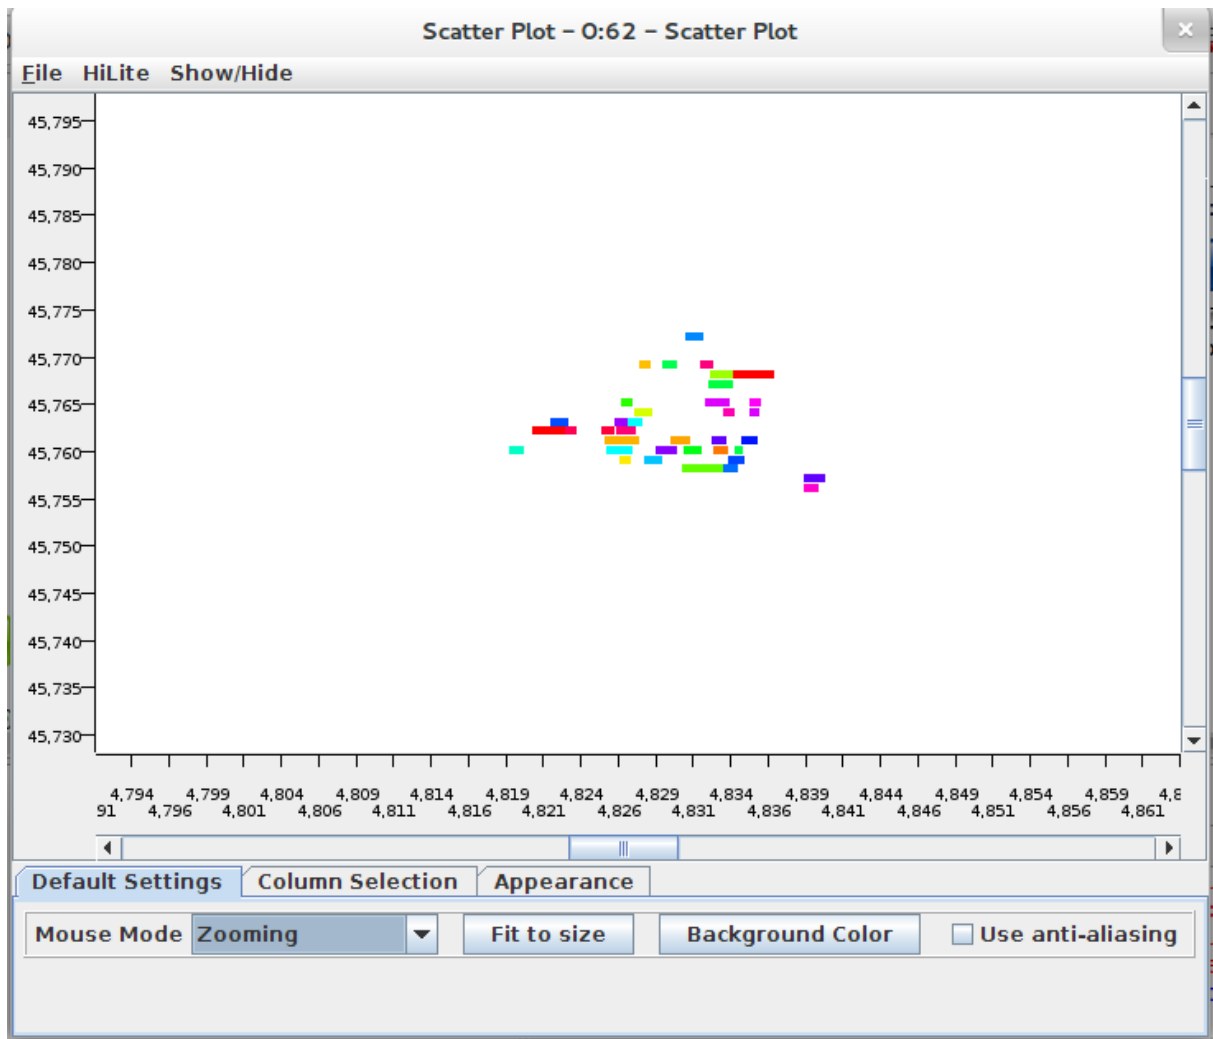 Scatter Plot – 0:62 – Scatter Plot
File HiLite Show/Hide
45,795
45,790
45,785
45,780
45,775
45,770
45,765
45,760
45,755
45,750
45,745
45,740
45,735
45,730
4,794 4,799 4,804 4,809 4,814 4,819 4,824 4,829 4,834 4,839 4,844 4,849 4,854 4,859 4,8
91 4,796 4,801 4,806 4,811 4,816 4,821 4,826 4,831 4,836 4,841 4,846 4,851 4,856 4,861
Default Settings Column Selection Appearance
Mouse Mode Zooming Fit to size Background Color Use anti-aliasing